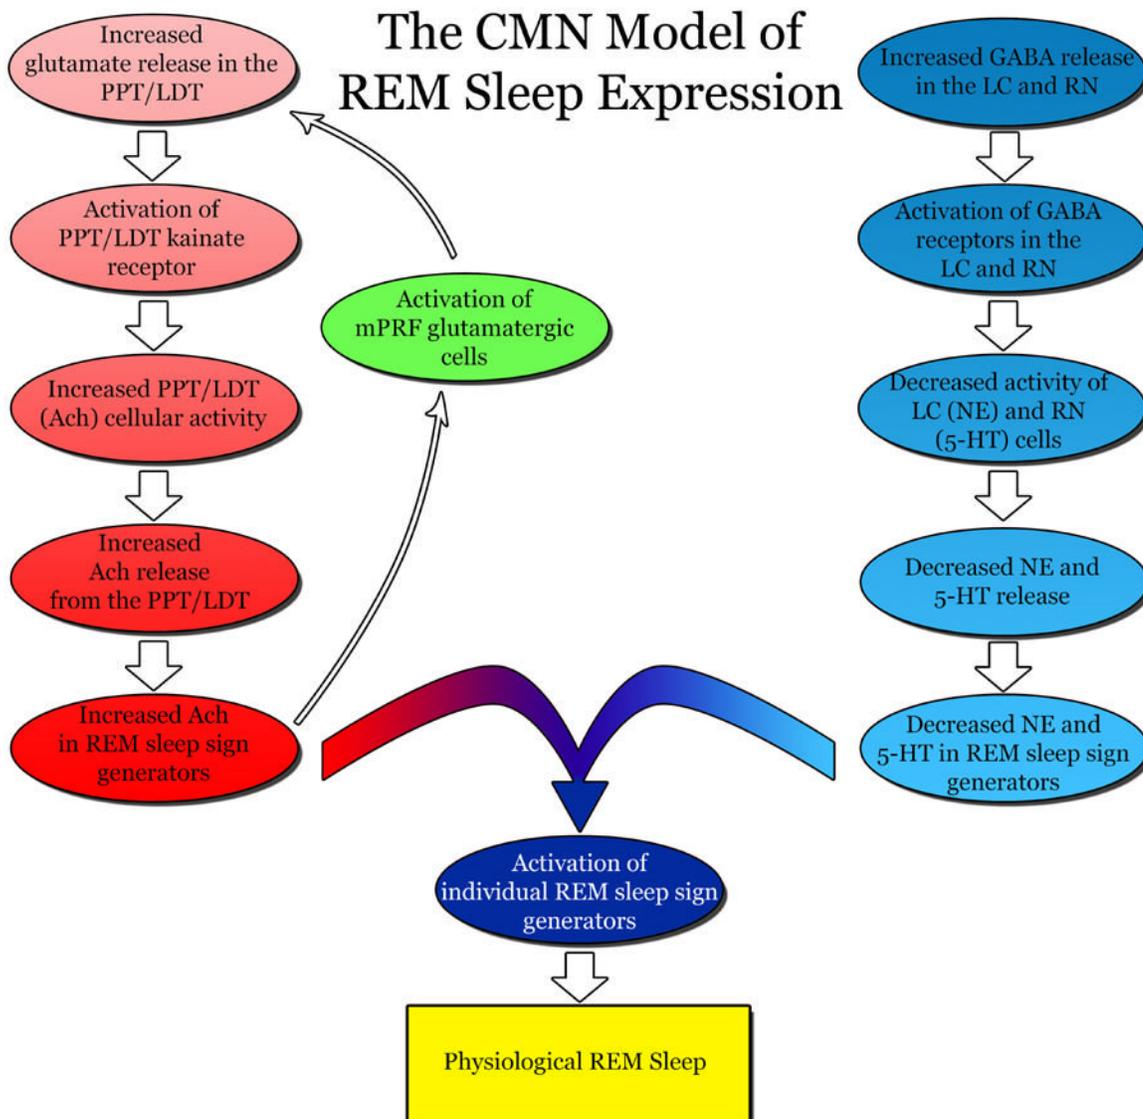 The CMN Model of
REM Sleep Expression
Increased
glutamate release in the
PPT/LDT
Activation of
PPT/LDT kainate
receptor
Increased PPT/LDT
(Ach) cellular activity
Increased
Ach release
from the PPT/LDT
Increased Ach
in REM sleep sign
generators
Activation of
mPRF glutamatergic
cells
Increased GABA release
in the LC and RN
Activation of GABA
receptors in the
LC and RN
Decreased activity of
LC (NE) and RN
(5-HT) cells
Decreased NE and
5-HT release
Decreased NE and
5-HT in REM sleep sign
generators
Activation of
individual REM sleep sign
generators
Physiological REM Sleep